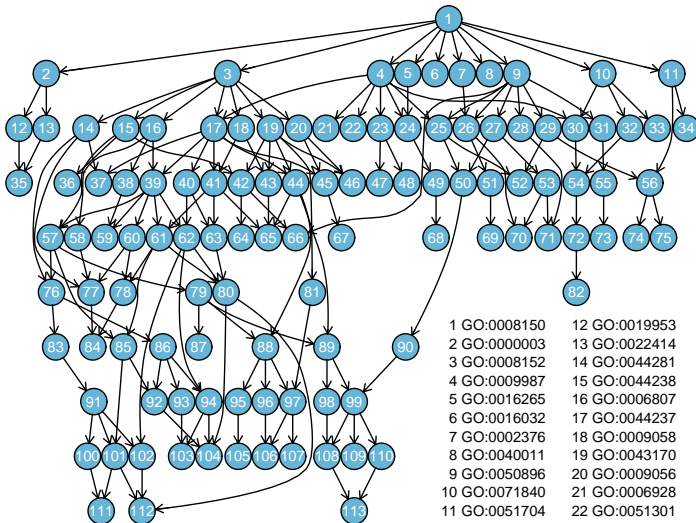 1
2 3 4 5 6 7 8 9 10 11
12 13 14 15 16 17 18 19 20 21 22 23 24 25 26 27 28 29 30 31 32 33 34
35 36 37 38 39 40 41 42 43 44 45 46 47 48 49 50 51 52 53 54 55 56
57 58 59 60 61 62 63 64 65 66 67 68 69 70 71 72 73 74 75
76 77 78 79 80 81 82
83 84 85 86 87 88 89 90
91 92 93 94 95 96 97 98 99
100 101 102 103 104 105 106 107 108 109 110
111 112 113
1 GO:0008150 12 GO:0019953
2 GO:0000003 13 GO:0022414
3 GO:0008152 14 GO:0044281
4 GO:0009987 15 GO:0044238
5 GO:0016265 16 GO:0006807
6 GO:0016032 17 GO:0044237
7 GO:0002376 18 GO:0009058
8 GO:0040011 19 GO:0043170
9 GO:0050896 20 GO:0009056
10 GO:0071840 21 GO:0006928
11 GO:0051704 22 GO:0051301